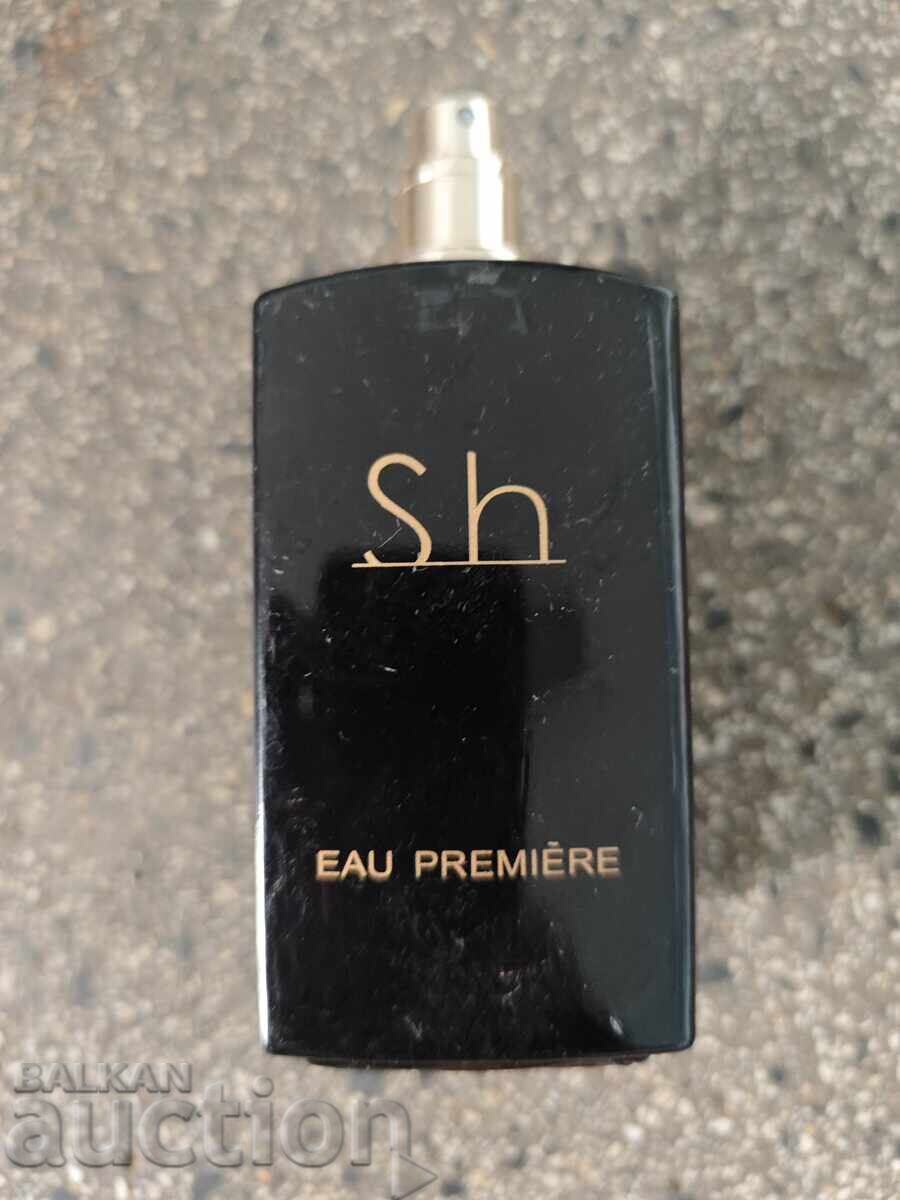 Sh
EAU PREMIÈRE
BALKAN
auction